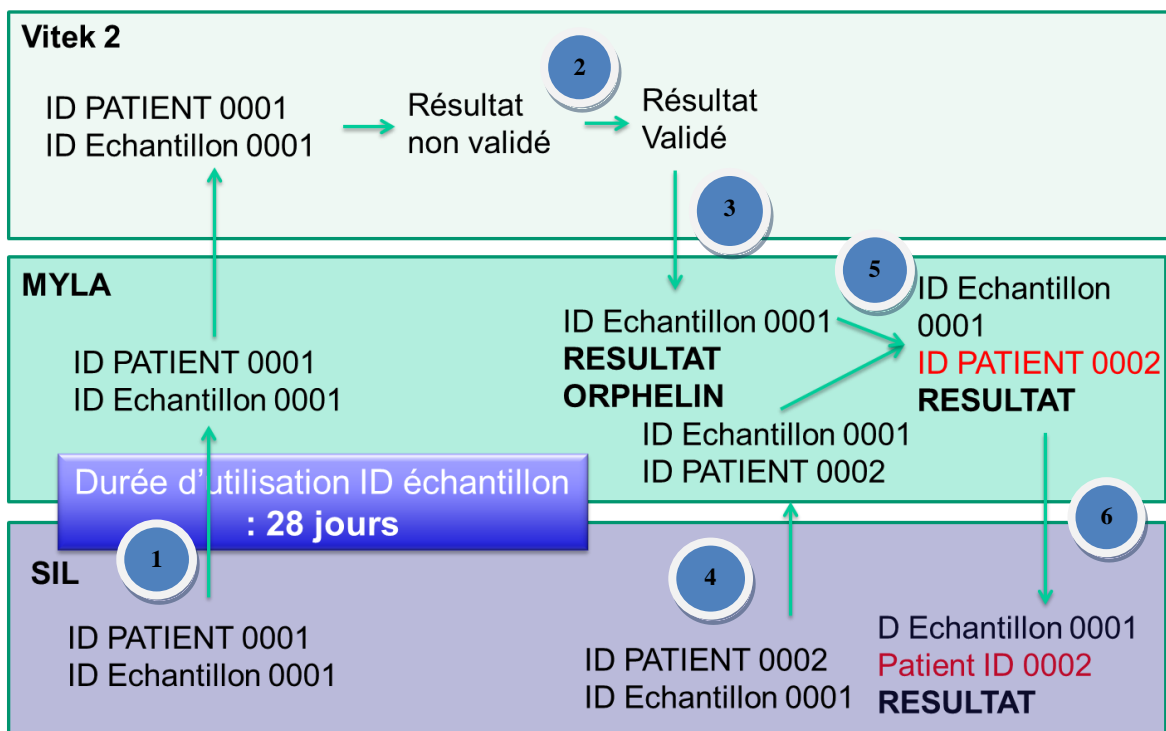 Vitek 2
ID PATIENT 0001
ID Echantillon 0001
Résultat
non validé
2
Résultat
Validé
3
MYLA
ID PATIENT 0001
ID Echantillon 0001
ID Echantillon 0001
RESULTAT
ORPHELIN
ID Echantillon 0001
ID PATIENT 0002
5
ID Echantillon
0001
ID PATIENT 0002
RESULTAT
Durée d'utilisation ID échantillon
: 28 jours
6
SIL
1
ID PATIENT 0001
ID Echantillon 0001
4
ID PATIENT 0002
ID Echantillon 0001
D Echantillon 0001
Patient ID 0002
RESULTAT